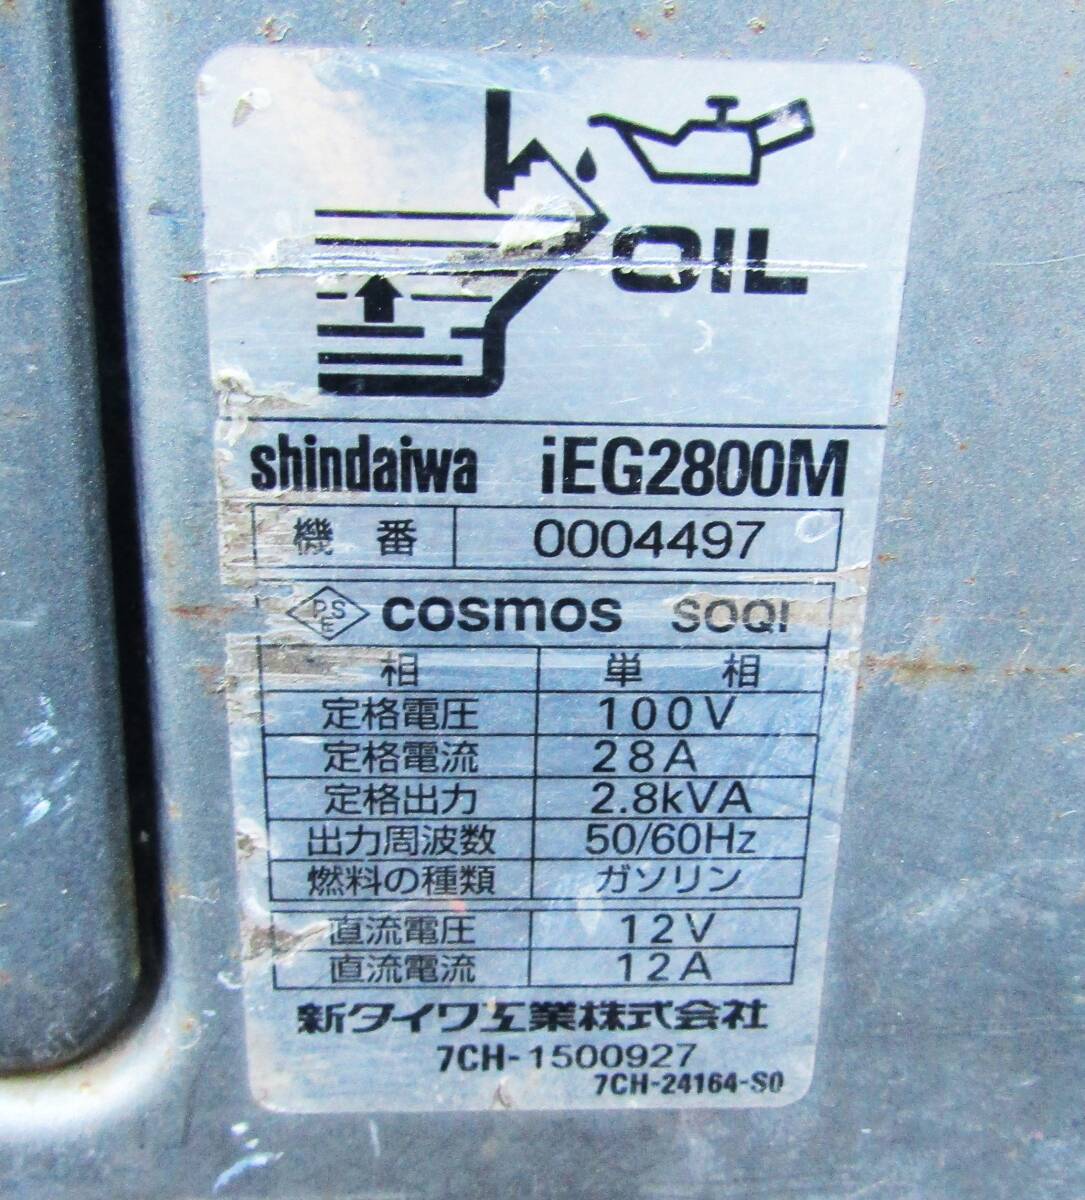 OIL
shindaiwa iEG2800M
機番 0004497
PSE cosmos SOQI
相 単相
定格電圧 100V
定格電流 28A
定格出力 2.8kVA
出力周波数 50/60Hz
燃料の種類 ガソリン
直流電圧 12V
直流電流 12A
新ダイワ工業株式会社
7CH-1500927
7CH-24164-S0